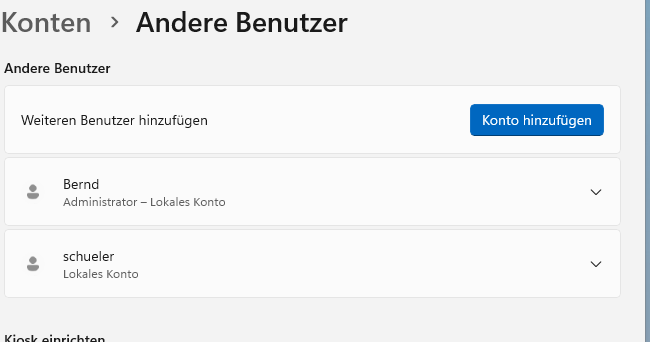 Konten > Andere Benutzer
Andere Benutzer
Weiteren Benutzer hinzufügen
Konto hinzufügen
Bernd
Administrator – Lokales Konto
schueler
Lokales Konto
Kiosk einrichten